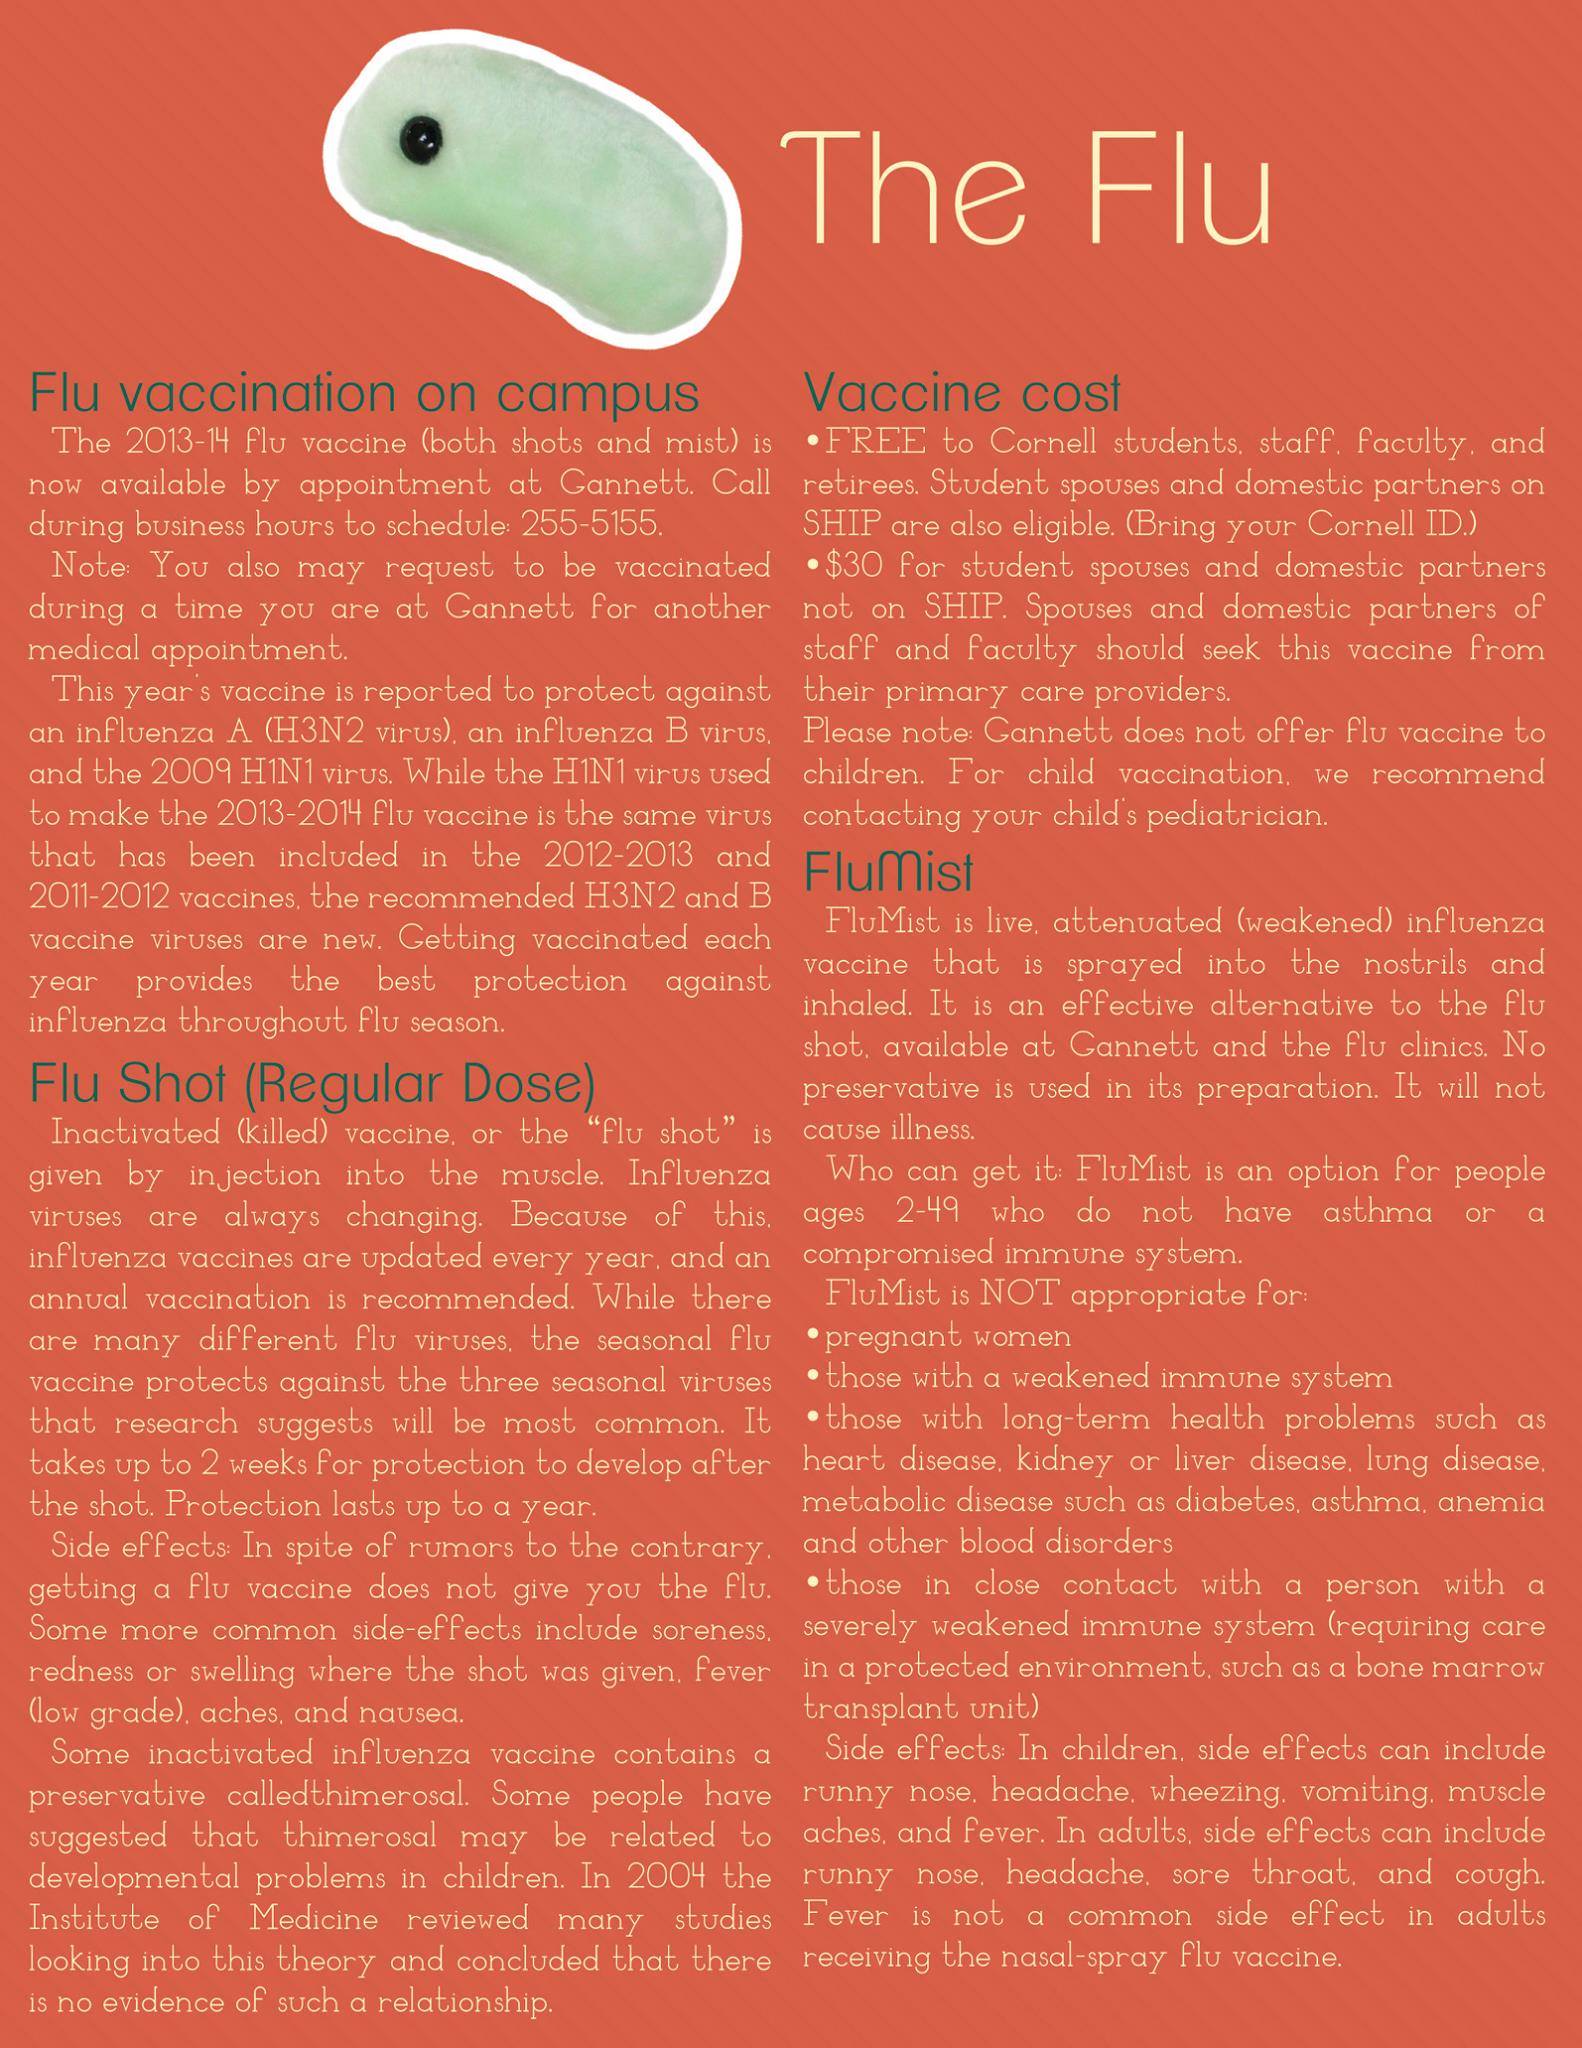 The Flu
Flu vaccination on campus
The 2013-14 flu vaccine (both shots and mist) is
now available by appointment at Gannett. Call
during business hours to schedule: 255-5155.
Note: You also may request to be vaccinated
during a time you are at Gannett for another
medical appointment.
This year's vaccine is reported to protect against
an influenza A (H3N2 virus), an influenza B virus,
and the 2009 H1N1 virus. While the H1N1 virus used
to make the 2013-2014 flu vaccine is the same virus
that has been included in the 2012-2013 and
2011-2012 vaccines, the recommended H3N2 and B
vaccine viruses are new. Getting vaccinated each
year provides the best protection against
influenza throughout flu season.
Flu Shot (Regular Dose)
Inactivated (killed) vaccine, or the “flu shot” is
given by injection into the muscle. Influenza
viruses are always changing. Because of this,
influenza vaccines are updated every year, and an
annual vaccination is recommended. While there
are many different flu viruses, the seasonal flu
vaccine protects against the three seasonal viruses
that research suggests will be most common. It
takes up to 2 weeks for protection to develop after
the shot. Protection lasts up to a year.
Side effects: In spite of rumors to the contrary,
getting a flu vaccine does not give you the flu.
Some more common side-effects include soreness,
redness or swelling where the shot was given, fever
(low grade), aches, and nausea.
Some inactivated influenza vaccine contains a
preservative calledthimerosal. Some people have
suggested that thimerosal may be related to
developmental problems in children. In 2004 the
Institute of Medicine reviewed many studies
looking into this theory and concluded that there
is no evidence of such a relationship.
Vaccine cost
•FREE to Cornell students, staff, faculty, and
retirees. Student spouses and domestic partners on
SHIP are also eligible. (Bring your Cornell ID.)
•$30 for student spouses and domestic partners
not on SHIP. Spouses and domestic partners of
staff and faculty should seek this vaccine from
their primary care providers.
Please note: Gannett does not offer flu vaccine to
children. For child vaccination, we recommend
contacting your child's pediatrician.
FluMist
FluMist is live, attenuated (weakened) influenza
vaccine that is sprayed into the nostrils and
inhaled. It is an effective alternative to the flu
shot, available at Gannett and the flu clinics. No
preservative is used in its preparation. It will not
cause illness.
Who can get it: FluMist is an option for people
ages 2-49 who do not have asthma or a
compromised immune system.
FluMist is NOT appropriate for:
•pregnant women
•those with a weakened immune system
•those with long-term health problems such as
heart disease, kidney or liver disease, lung disease,
metabolic disease such as diabetes, asthma, anemia
and other blood disorders
•those in close contact with a person with a
severely weakened immune system (requiring care
in a protected environment, such as a bone marrow
transplant unit)
Side effects: In children, side effects can include
runny nose, headache, wheezing, vomiting, muscle
aches, and fever. In adults, side effects can include
runny nose, headache, sore throat, and cough.
Fever is not a common side effect in adults
receiving the nasal-spray flu vaccine.